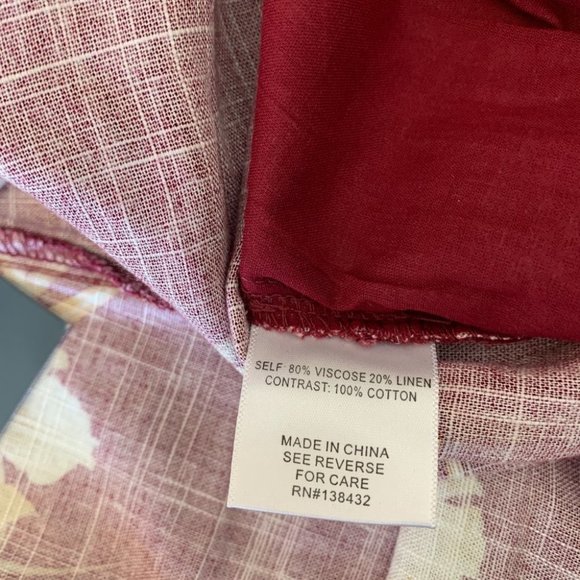 SELF: 80% VISCOSE 20% LINEN
CONTRAST: 100% COTTON
MADE IN CHINA
SEE REVERSE
FOR CARE
RN#138432